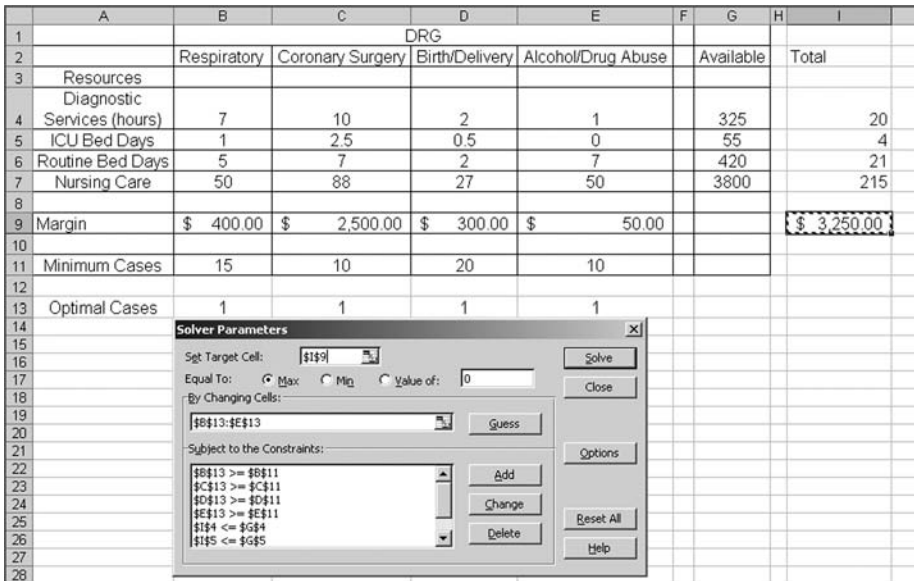 A B C D E F G H I
1 DRG
2 Respiratory Coronary Surgery Birth/Delivery Alcohol/Drug Abuse Available Total
3 Resources
Diagnostic
4 Services (hours) 7 10 2 1 325 20
5 ICU Bed Days 1 2.5 0.5 0 55 4
6 Routine Bed Days 5 7 2 7 420 21
7 Nursing Care 50 88 27 50 3800 215
8
9 Margin $ 400.00 $ 2,500.00 $ 300.00 $ 50.00 $ 3,250.00
10
11 Minimum Cases 15 10 20 10
12
13 Optimal Cases 1 1 1 1
14
Solver Parameters
15
16 Set Target Cell: $I$9 Solve
17 Equal To: Max Min Value of: 0 Close
18 By Changing Cells:
19
20 $B$13:$E$13 Guess
21 Subject to the Constraints: Options
22 $B$13 >= $B$11 Add
23 $C$13 >= $C$11
24 $D$13 >= $D$11 Change
25 $E$13 >= $E$11 Reset All
26 $I$4 <= $G$4 Delete
27 $I$5 <= $G$5 Help
28